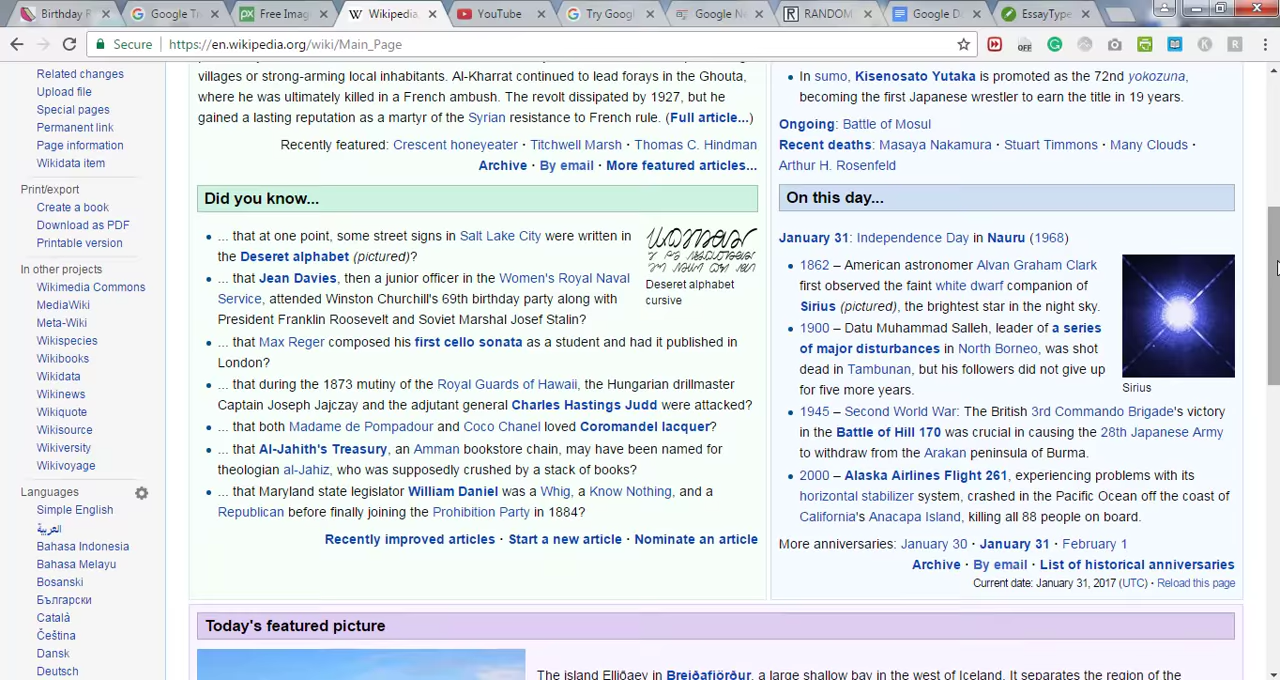 Birthday F
Google Tr
Free Imag
Wikipedia
YouTube
Try Googl
Google N
RANDOM
Google D
EssayType
Secure
https://en.wikipedia.org/wiki/Main_Page
OFF
Related changes
Upload file
Special pages
Permanent link
Page information
Wikidata item
Print/export
Create a book
Download as PDF
Printable version
In other projects
Wikimedia Commons
MediaWiki
Meta-Wiki
Wikispecies
Wikibooks
Wikidata
Wikinews
Wikiquote
Wikisource
Wikiversity
Wikivoyage
Languages
Simple English
العربية
Bahasa Indonesia
Bahasa Melayu
Bosanski
Български
Català
Čeština
Dansk
Deutsch
villages or strong-arming local inhabitants. Al-Kharrat continued to lead forays in the Ghouta,
where he was ultimately killed in a French ambush. The revolt dissipated by 1927, but he
gained a lasting reputation as a martyr of the Syrian resistance to French rule. (Full article...)
Recently featured: Crescent honeyeater · Titchwell Marsh · Thomas C. Hindman
Archive · By email · More featured articles...
Did you know...
... that at one point, some street signs in Salt Lake City were written in
the Deseret alphabet (pictured)?
Deseret alphabet
cursive
... that Jean Davies, then a junior officer in the Women's Royal Naval
Service, attended Winston Churchill's 69th birthday party along with
President Franklin Roosevelt and Soviet Marshal Josef Stalin?
... that Max Reger composed his first cello sonata as a student and had it published in
London?
... that during the 1873 mutiny of the Royal Guards of Hawaii, the Hungarian drillmaster
Captain Joseph Jajczay and the adjutant general Charles Hastings Judd were attacked?
... that both Madame de Pompadour and Coco Chanel loved Coromandel lacquer?
... that Al-Jahith's Treasury, an Amman bookstore chain, may have been named for
theologian al-Jahiz, who was supposedly crushed by a stack of books?
... that Maryland state legislator William Daniel was a Whig, a Know Nothing, and a
Republican before finally joining the Prohibition Party in 1884?
Recently improved articles · Start a new article · Nominate an article
In sumo, Kisenosato Yutaka is promoted as the 72nd yokozuna,
becoming the first Japanese wrestler to earn the title in 19 years.
Ongoing: Battle of Mosul
Recent deaths: Masaya Nakamura · Stuart Timmons · Many Clouds ·
Arthur H. Rosenfeld
On this day...
January 31: Independence Day in Nauru (1968)
1862 – American astronomer Alvan Graham Clark
first observed the faint white dwarf companion of
Sirius (pictured), the brightest star in the night sky.
1900 – Datu Muhammad Salleh, leader of a series
of major disturbances in North Borneo, was shot
dead in Tambunan, but his followers did not give up
for five more years.
Sirius
1945 – Second World War: The British 3rd Commando Brigade's victory
in the Battle of Hill 170 was crucial in causing the 28th Japanese Army
to withdraw from the Arakan peninsula of Burma.
2000 – Alaska Airlines Flight 261, experiencing problems with its
horizontal stabilizer system, crashed in the Pacific Ocean off the coast of
California's Anacapa Island, killing all 88 people on board.
More anniversaries: January 30 · January 31 · February 1
Archive · By email · List of historical anniversaries
Current date: January 31, 2017 (UTC) · Reload this page
Today's featured picture
The island Elliðaey in Breiðafjörður, a large shallow bay in the west of Iceland. It separates the region of the